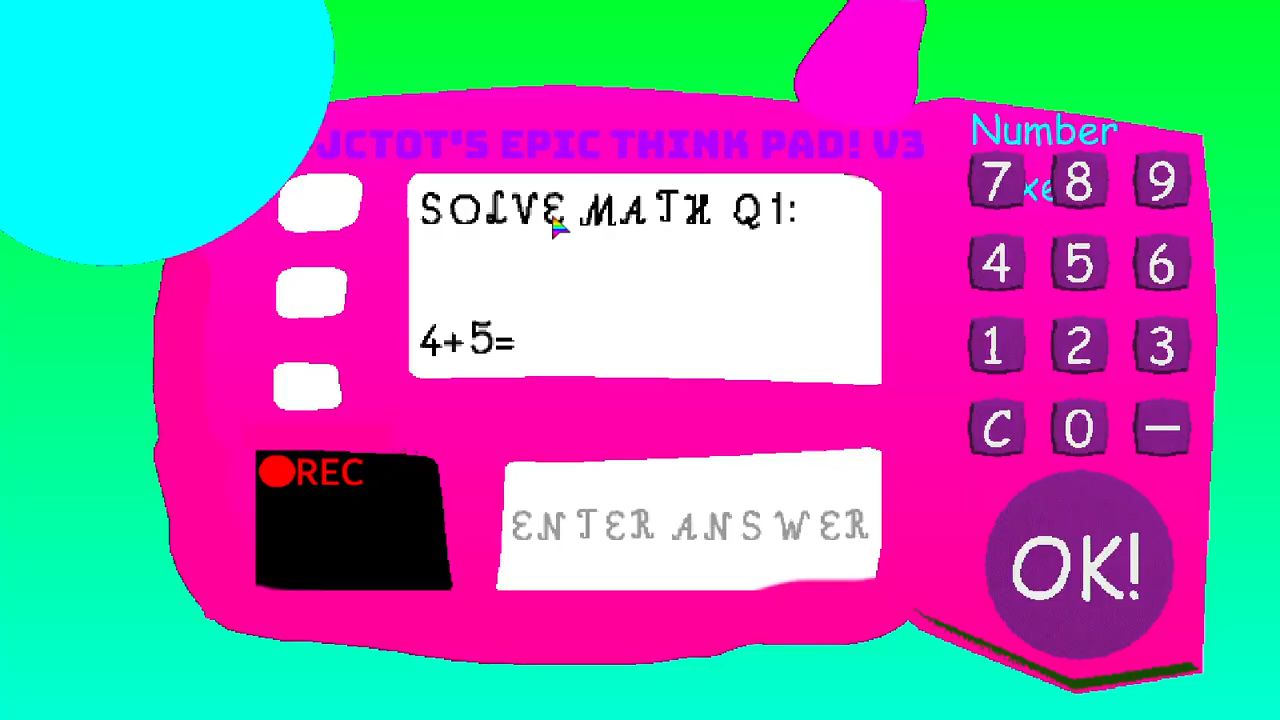 JCTOT'S EPIC THINK PAD! V3
SOLVE MATH Q1:
4+5=
REC
ENTER ANSWER
Number
7 8 9
4 5 6
1 2 3
C 0 —
OK!